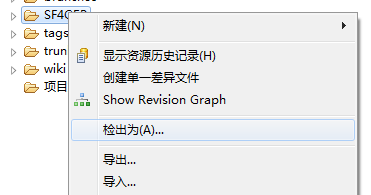 SF4GEP
新建(N)
tags
显示资源历史记录(H)
trun
创建单一差异文件
wiki
Show Revision Graph
项目
检出为(A)...
导出...
导入...